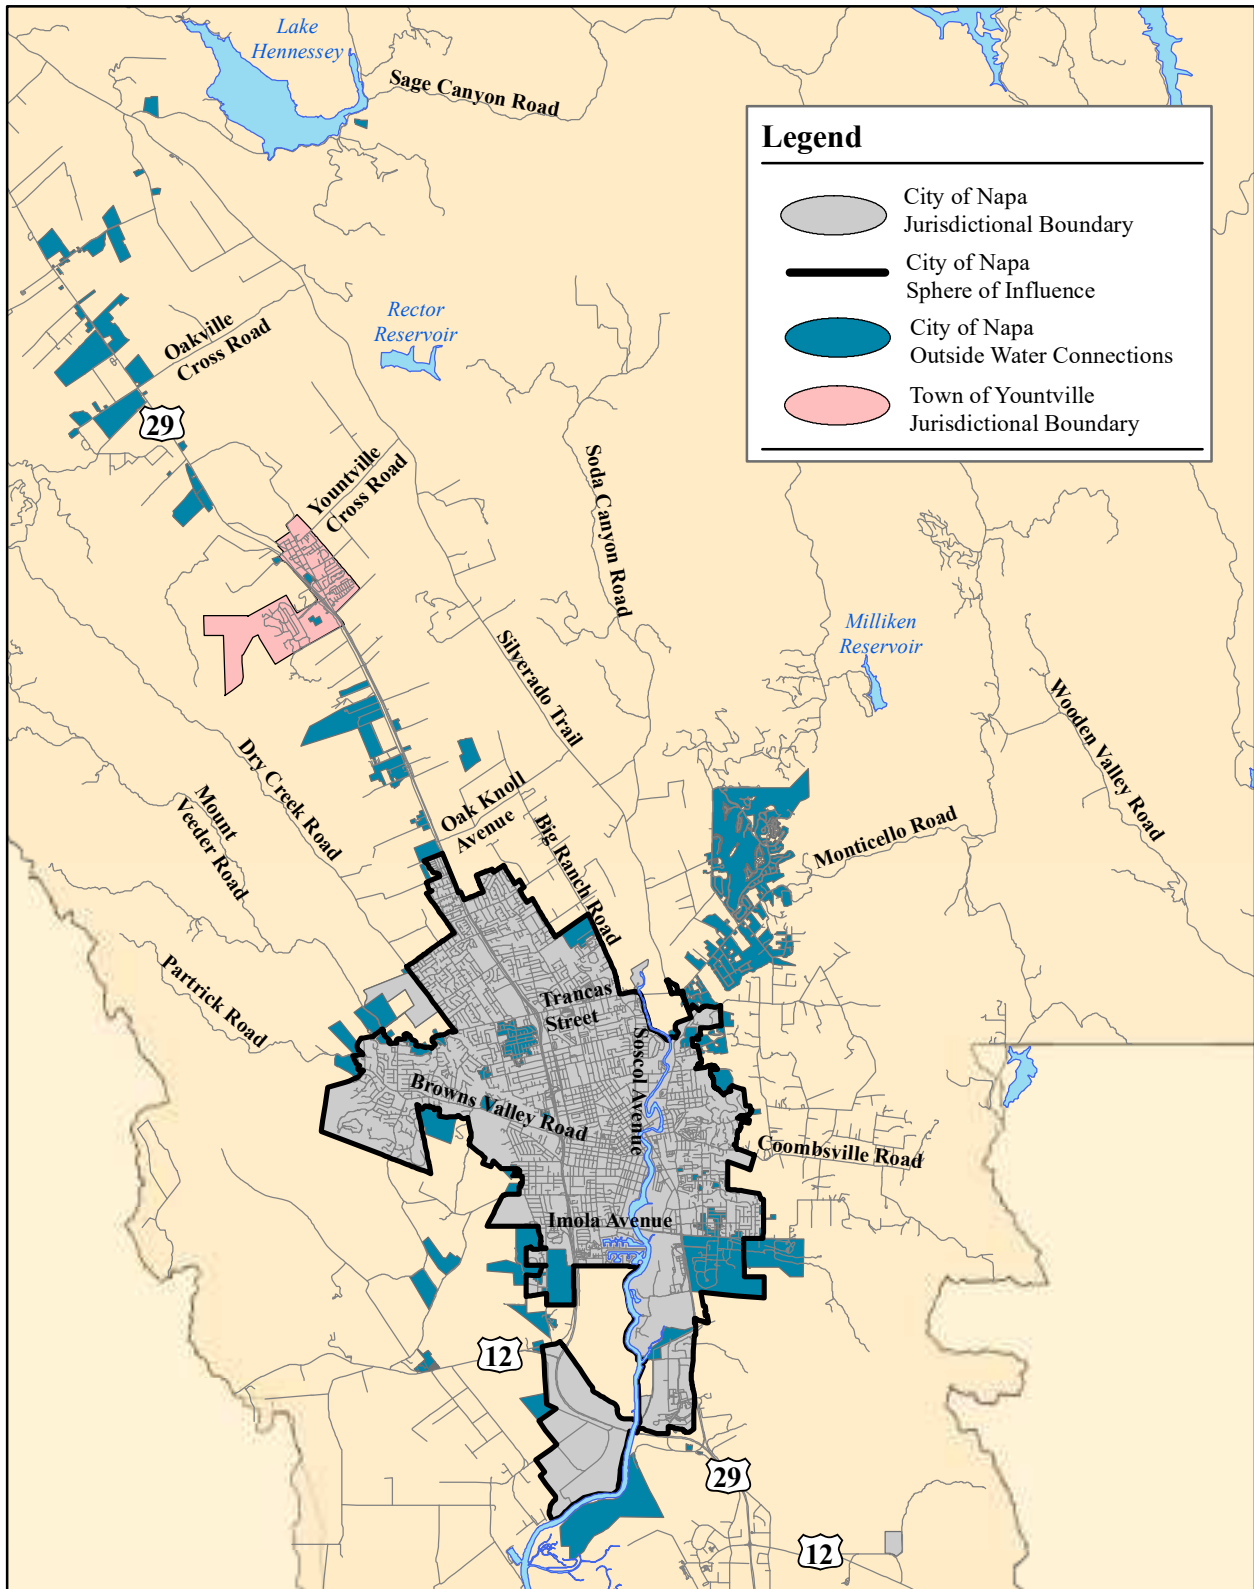 Lake
Hennessey
Sage Canyon Road
Legend
City of Napa
Jurisdictional Boundary
City of Napa
Sphere of Influence
City of Napa
Outside Water Connections
Town of Yountville
Jurisdictional Boundary
Rector
Reservoir
Oakville
Cross Road
29
Yountville
Cross Road
Soda Canyon Road
Milliken
Reservoir
Silverado Trail
Wooden Valley Road
Dry Creek Road
Mount
Veeder Road
Oak Knoll
Avenue
Big Ranch Road
Monticello Road
Partrick Road
Trancas
Street
Soscol Avenue
Browns Valley Road
Coombsville Road
Imola Avenue
12
29
12